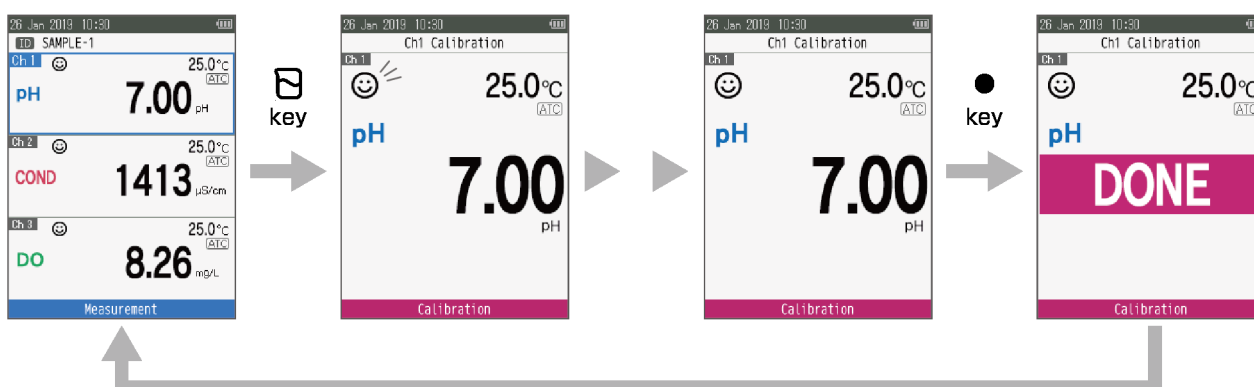 26 Jan 2019 10:30
ID SAMPLE-1
Ch 1
25.0°C
ATC
pH
7.00 pH
Ch 2
25.0°C
ATC
COND
1413 µS/cm
Ch 3
25.0°C
ATC
DO
8.26 mg/L
Measurement
key
26 Jan 2019 10:30
Ch1 Calibration
Ch 1
25.0°C
ATC
pH
7.00
pH
Calibration
26 Jan 2019 10:30
Ch1 Calibration
Ch 1
25.0°C
ATC
pH
7.00
pH
Calibration
key
26 Jan 2019 10:30
Ch1 Calibration
Ch 1
25.0°C
ATC
pH
DONE
Calibration